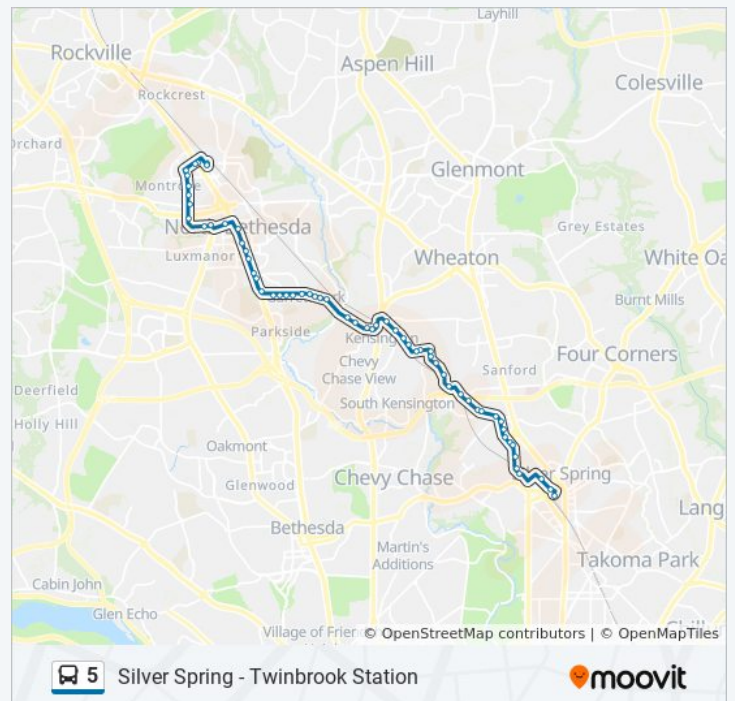 Layhill
Rockville
Aspen Hill
Colesville
Rockcrest
Orchard
Glenmont
Montrose
Grey Estates
Bethesda
Luxmanor
Wheaton
White Oa
Burnt Mills
Parkside
Kensington
Four Corners
Chevy
Chase View
Sanford
Deerfield
South Kensington
Holly Hill
Oakmont
Spring
Chevy Chase
Glenwood
Lang
Bethesda
Martin's
Additions
Takoma Park
Cabin John
Glen Echo
Village of Frier
© OpenStreetMap contributors | © OpenMapTiles
5 Silver Spring - Twinbrook Station
moovit